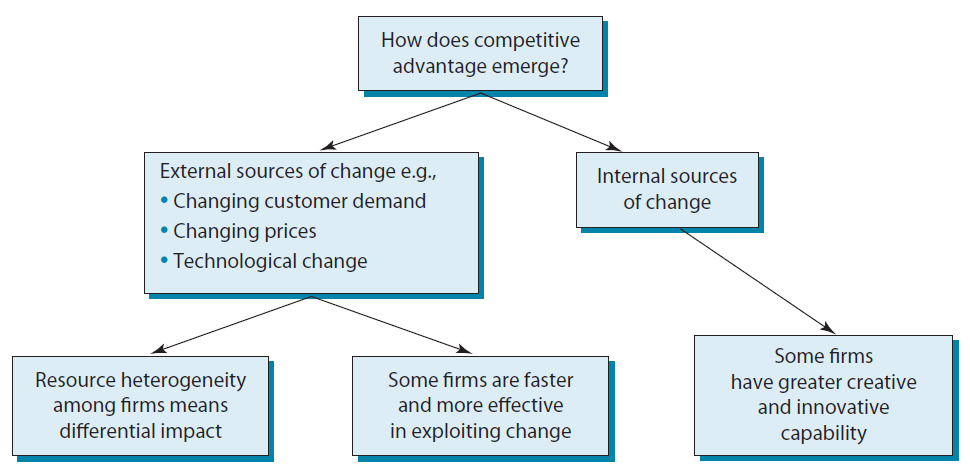 How does competitive
advantage emerge?
External sources of change e.g.,
• Changing customer demand
• Changing prices
• Technological change
Internal sources
of change
Resource heterogeneity
among firms means
differential impact
Some firms are faster
and more effective
in exploiting change
Some firms
have greater creative
and innovative
capability